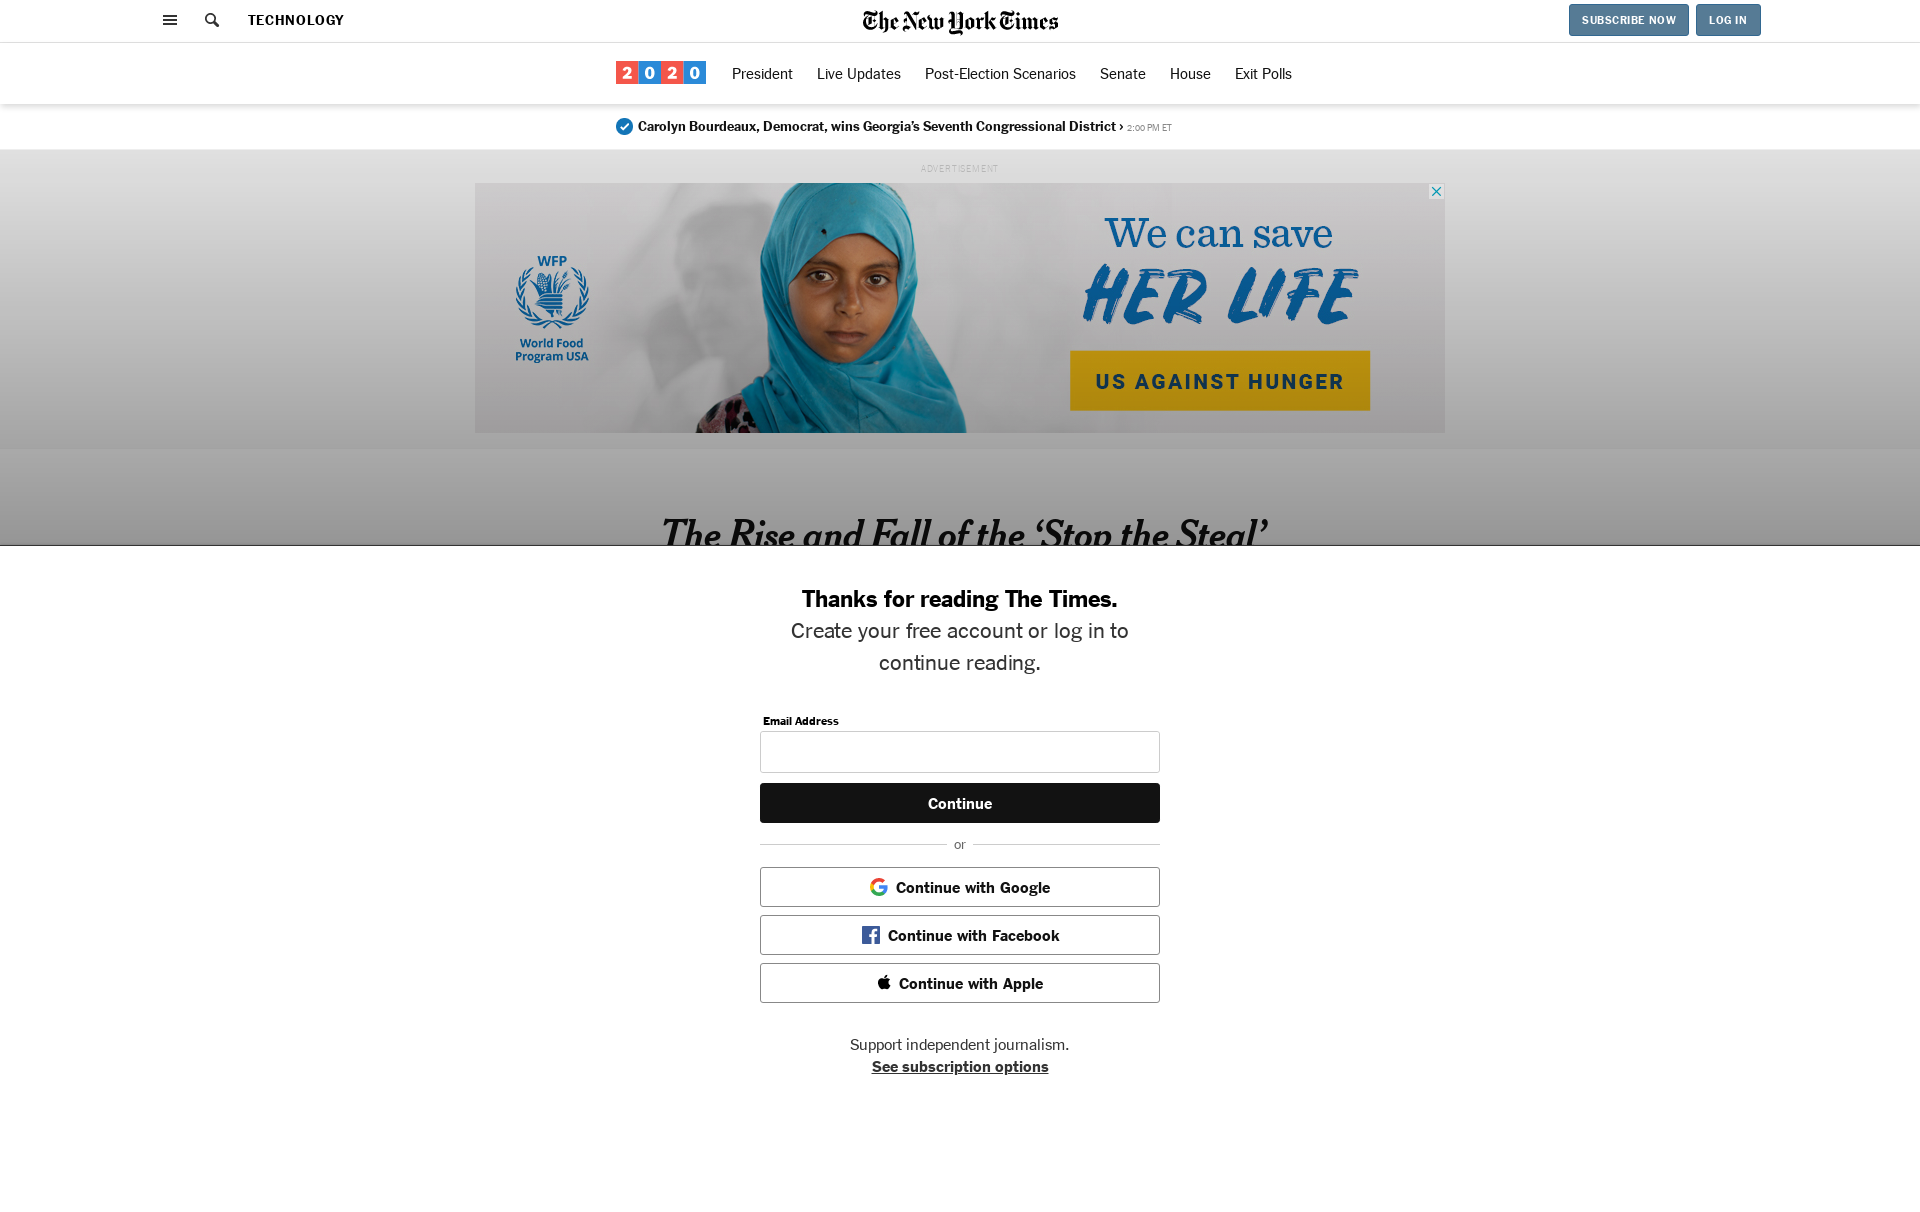 TECHNOLOGY
The New York Times
SUBSCRIBE NOW
LOG IN
2020
President
Live Updates
Post-Election Scenarios
Senate
House
Exit Polls
Carolyn Bourdeaux, Democrat, wins Georgia’s Seventh Congressional District › 2:00 PM ET
ADVERTISEMENT
WFP
World Food
Program USA
We can save
HER LIFE
US AGAINST HUNGER
The Rise and Fall of the ‘Stop the Steal’
Thanks for reading The Times.
Create your free account or log in to
continue reading.
Email Address
Continue
or
Continue with Google
Continue with Facebook
Continue with Apple
Support independent journalism.
See subscription options